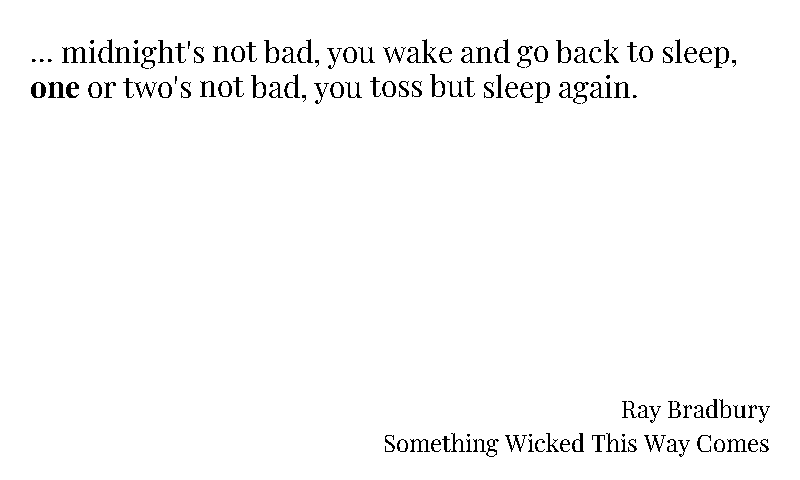 ... midnight's not bad, you wake and go back to sleep,
one or two's not bad, you toss but sleep again.
Ray Bradbury
Something Wicked This Way Comes